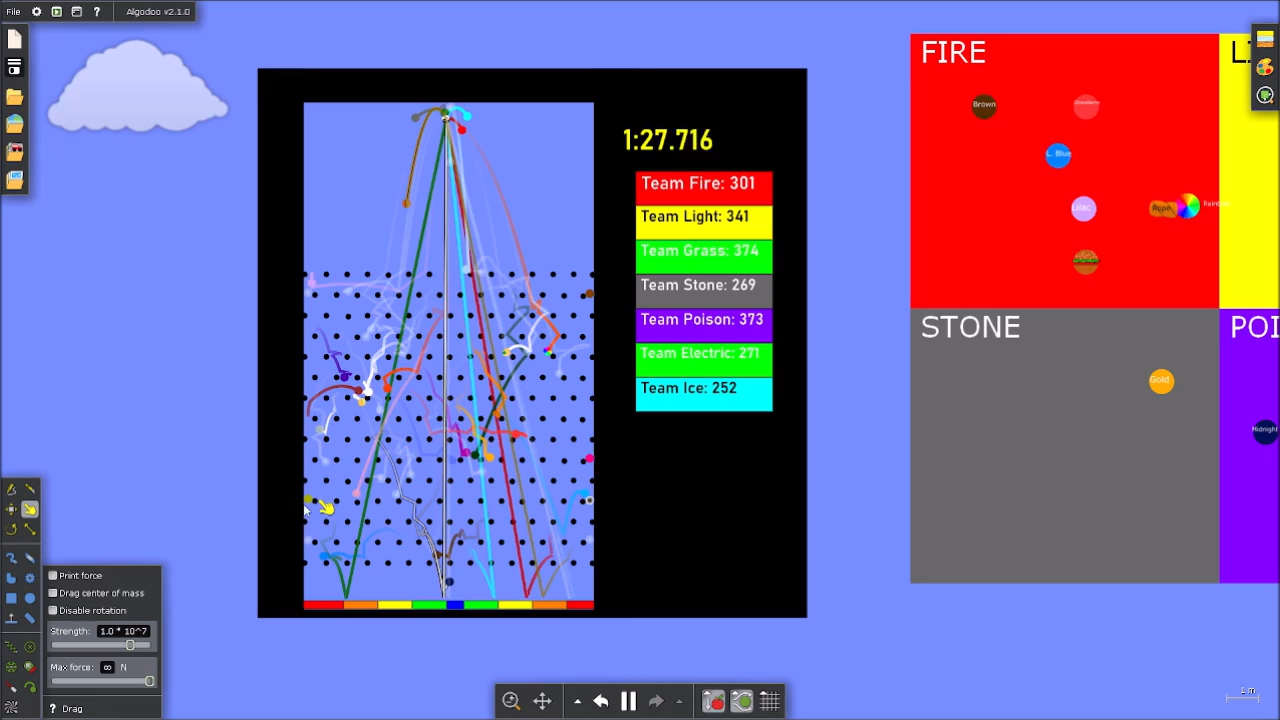 File
?
Algodoo v2.1.0
FIRE
LI
Brown
L. Blue
Lilac
Rope
1:27.716
Team Fire: 301
Team Light: 341
Team Grass: 374
Team Stone: 269
Team Poison: 373
Team Electric: 271
Team Ice: 252
STONE
POI
Gold
Midnight
Print force
Drag center of mass
Disable rotation
Strength: 1.0 * 10^7
Max force: ∞ N
? Drag
1 m